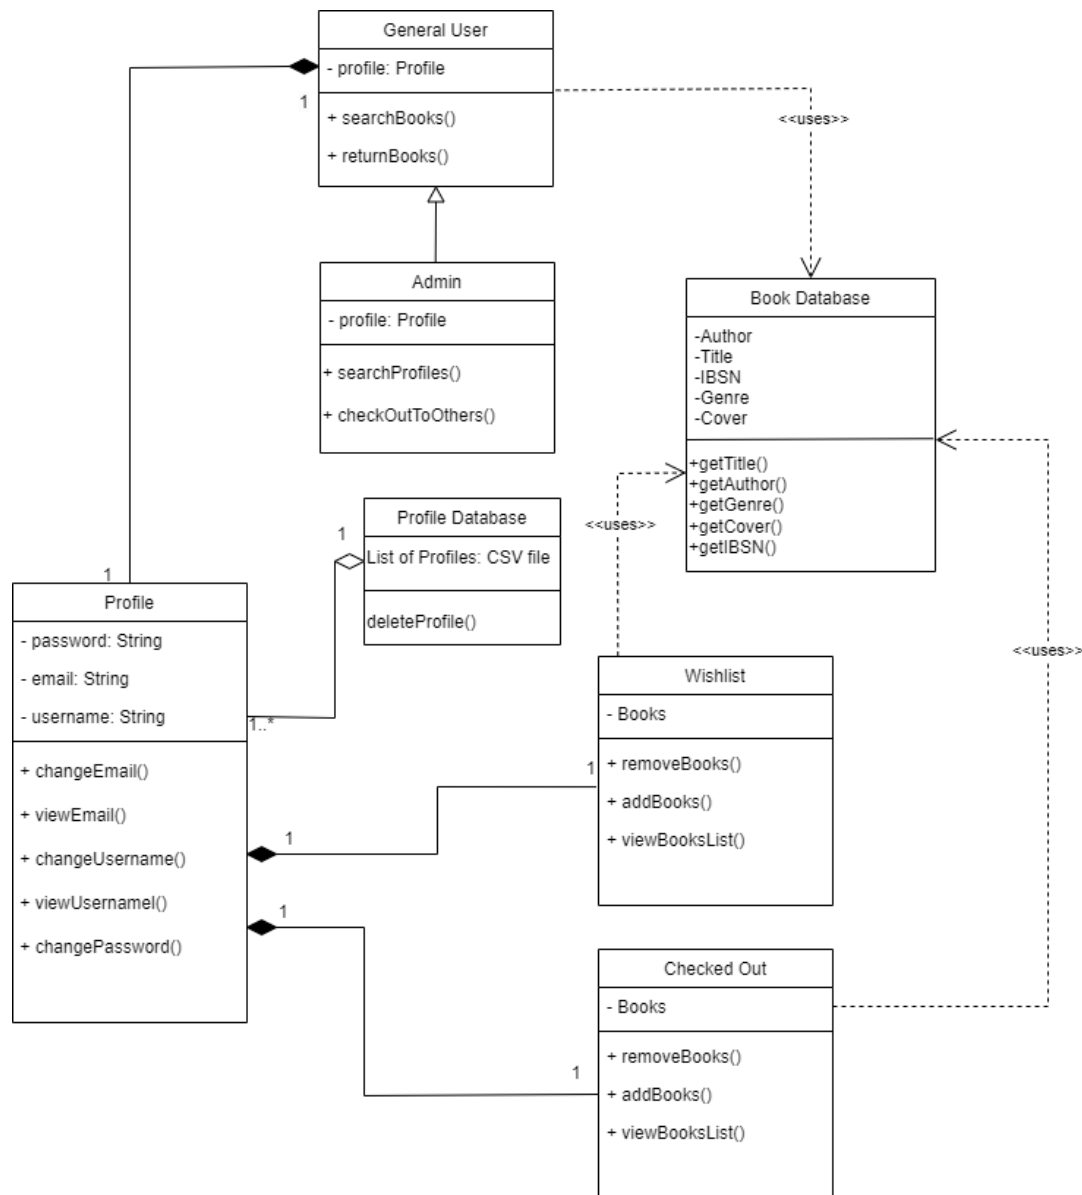 General User
- profile: Profile
+ searchBooks()
+ returnBooks()
1
<<uses>>
Admin
- profile: Profile
+ searchProfiles()
+ checkOutToOthers()
Book Database
-Author
-Title
-IBSN
-Genre
-Cover
+getTitle()
+getAuthor()
+getGenre()
+getCover()
+getIBSN()
<<uses>>
<<uses>>
Profile Database
List of Profiles: CSV file
deleteProfile()
1
1..*
1
Profile
- password: String
- email: String
- username: String
+ changeEmail()
+ viewEmail()
+ changeUsername()
+ viewUsernamel()
+ changePassword()
1
1
Wishlist
- Books
+ removeBooks()
+ addBooks()
+ viewBooksList()
1
1
Checked Out
- Books
+ removeBooks()
+ addBooks()
+ viewBooksList()